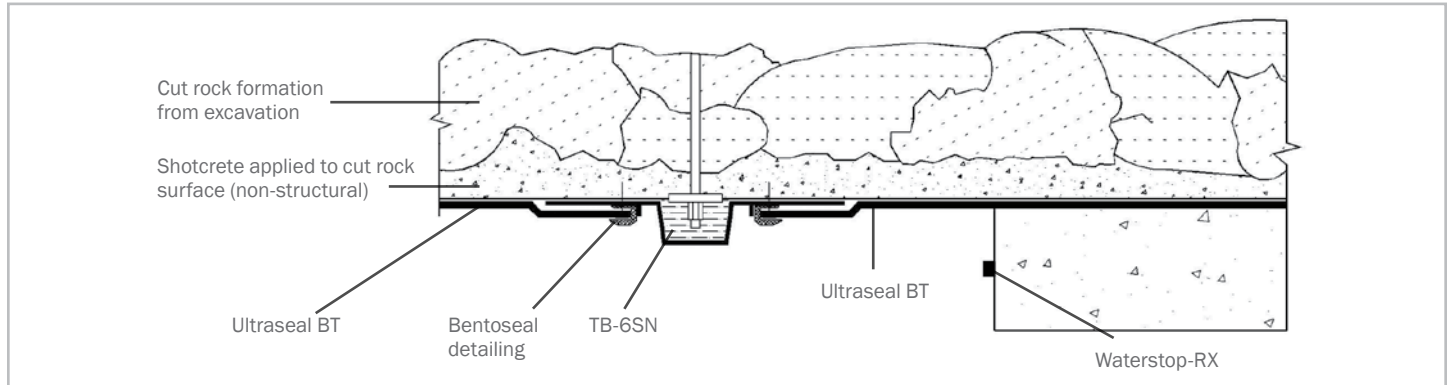 Cut rock formation
from excavation
Shotcrete applied to cut rock
surface (non-structural)
Ultraseal BT
Bentoseal
detailing
TB-6SN
Ultraseal BT
Waterstop-RX